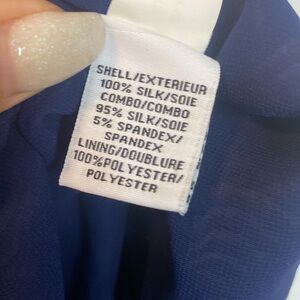 SHELL/EXTERIEUR
100% SILK/SOIE
COMBO/COMBO
95% SILK/SOIE
5% SPANDEX/
SPANDEX
LINING/DOUBLURE
100%POLYESTER/
POLYESTER